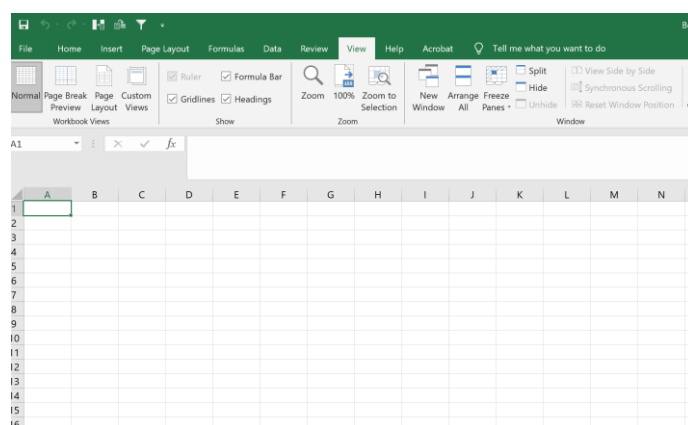 File Home Insert Page Layout Formulas Data Review View Help Acrobat Tell me what you want to do
Ruler Formula Bar Split View Side by Side
Gridlines Headings Hide Synchronous Scrolling
Normal Page Break Preview Page Layout Custom Views Zoom 100% Zoom to Selection New Window Arrange All Freeze Panes Unhide Reset Window Position
Workbook Views Show Zoom Window
A1 fx
A B C D E F G H I J K L M N
1
2
3
4
5
6
7
8
9
10
11
12
13
14
15
16